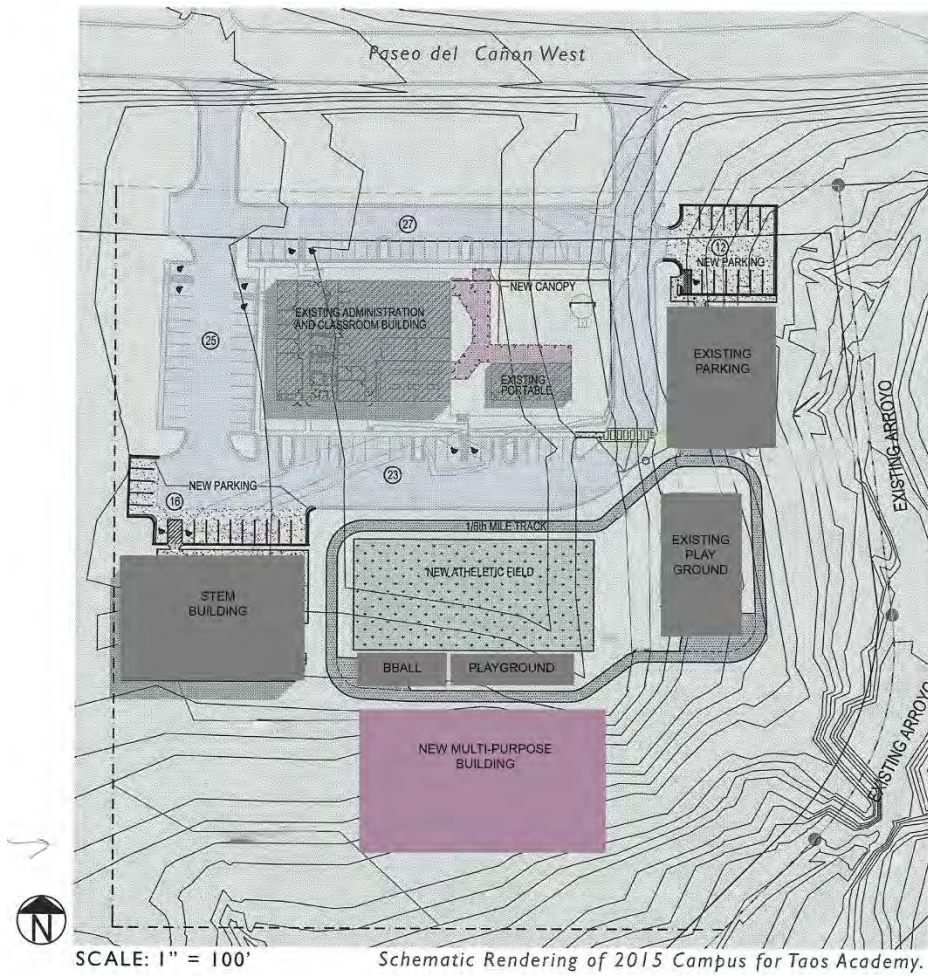 Paseo del Cañon West
27
12
NEW PARKING
NEW CANOPY
EXISTING ADMINISTRATION
AND CLASSROOM BUILDING
25
EXISTING
PARKING
EXISTING
PORTABLE
EXISTING ARROYO
23
NEW PARKING
16
1/6th MILE TRACK
EXISTING
PLAY
GROUND
NEW ATHELETIC FIELD
STEM
BUILDING
BBALL
PLAYGROUND
EXISTING ARROYO
NEW MULTI-PURPOSE
BUILDING
N
SCALE: 1" = 100'
Schematic Rendering of 2015 Campus for Taos Academy.